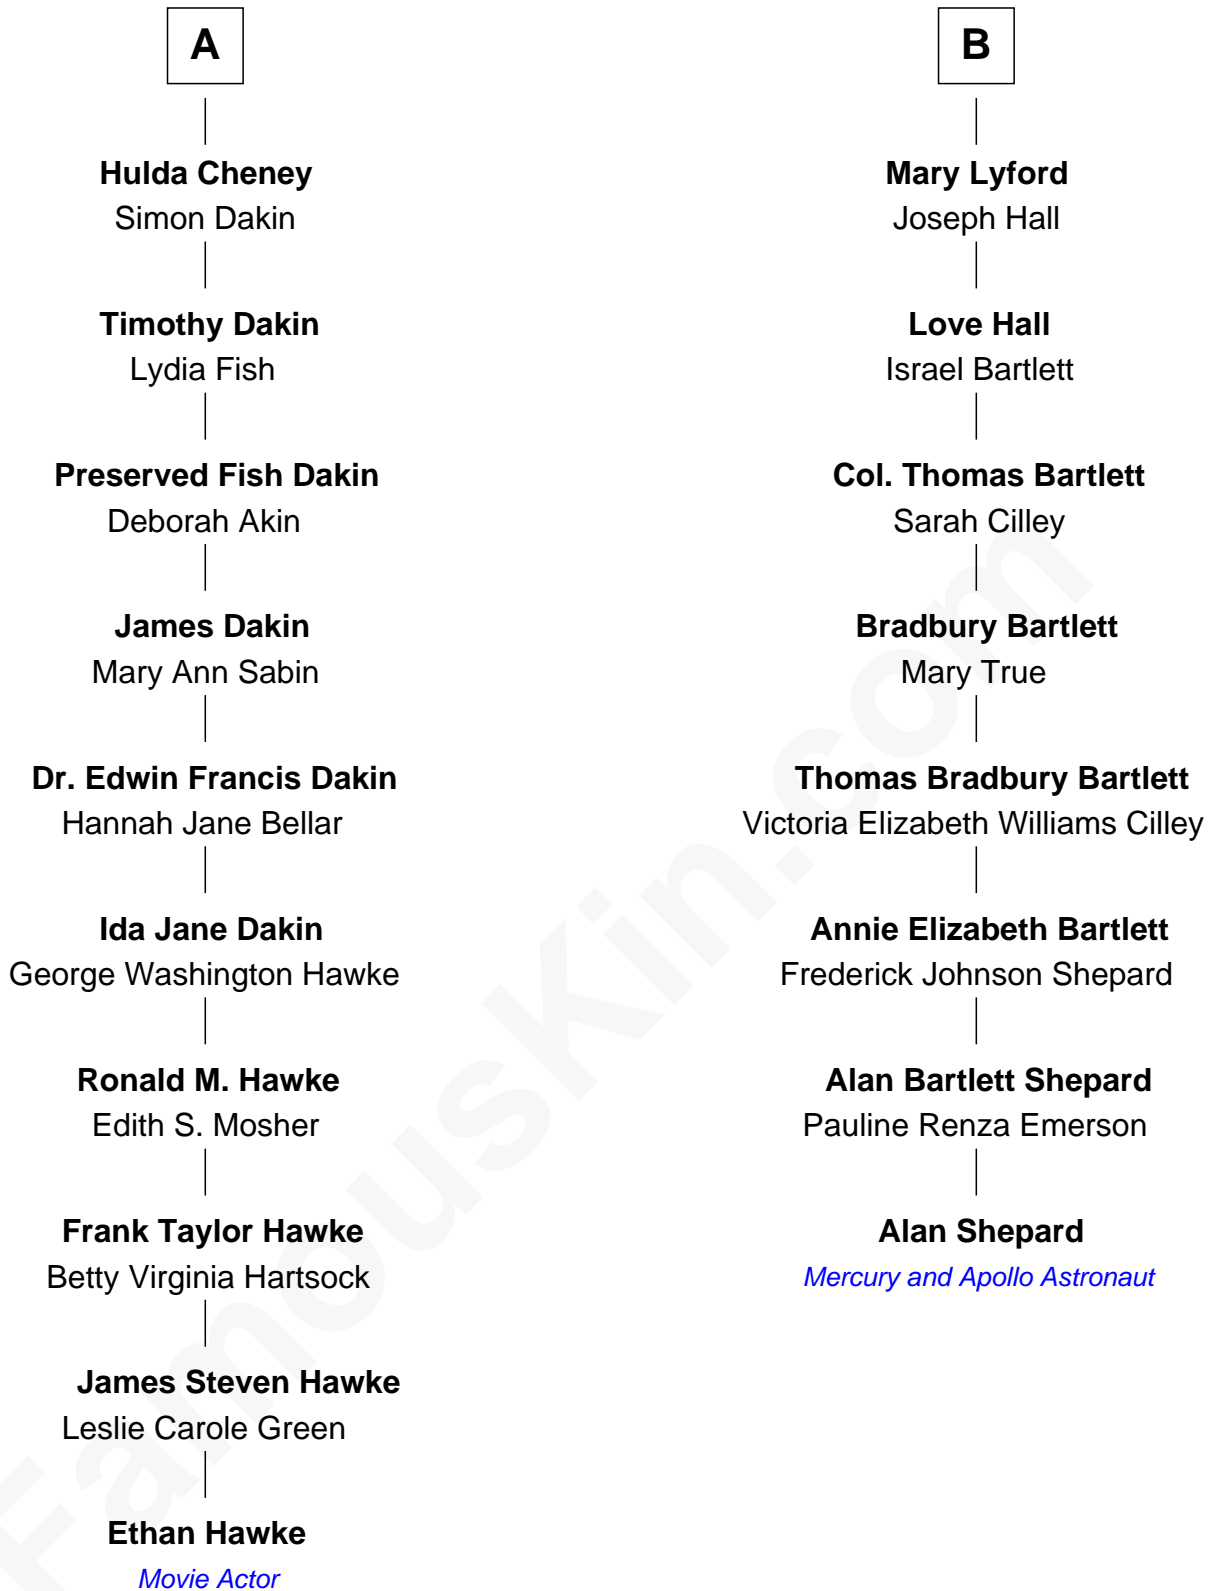 A
Hulda Cheney
Simon Dakin
Timothy Dakin
Lydia Fish
Preserved Fish Dakin
Deborah Akin
James Dakin
Mary Ann Sabin
Dr. Edwin Francis Dakin
Hannah Jane Bellar
Ida Jane Dakin
George Washington Hawke
Ronald M. Hawke
Edith S. Mosher
Frank Taylor Hawke
Betty Virginia Hartsock
James Steven Hawke
Leslie Carole Green
Ethan Hawke
Movie Actor
B
Mary Lyford
Joseph Hall
Love Hall
Israel Bartlett
Col. Thomas Bartlett
Sarah Cilley
Bradbury Bartlett
Mary True
Thomas Bradbury Bartlett
Victoria Elizabeth Williams Cilley
Annie Elizabeth Bartlett
Frederick Johnson Shepard
Alan Bartlett Shepard
Pauline Renza Emerson
Alan Shepard
Mercury and Apollo Astronaut
FamousKin.com